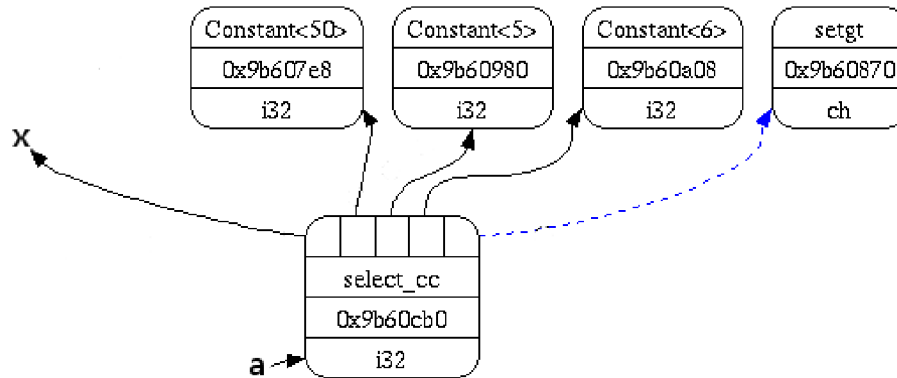 Constant<50>
0x9b607e8
i32
Constant<5>
0x9b60980
i32
Constant<6>
0x9b60a08
i32
setgt
0x9b60870
ch
x
select_cc
0x9b60cb0
i32
a